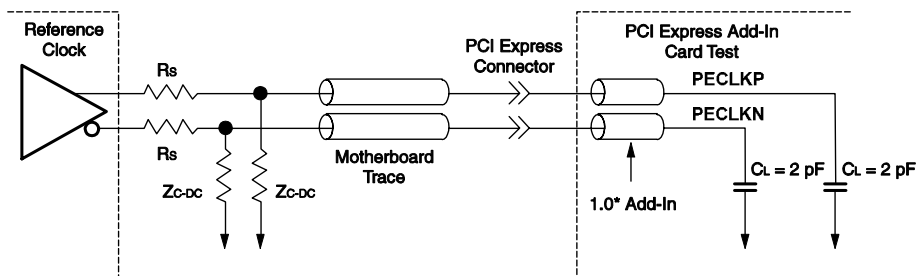 Reference
Clock
Rs
Rs
ZC-DC
ZC-DC
Motherboard
Trace
PCI Express
Connector
PCI Express Add-In
Card Test
PECLKP
PECLKN
1.0* Add-In
CL = 2 pF
CL = 2 pF